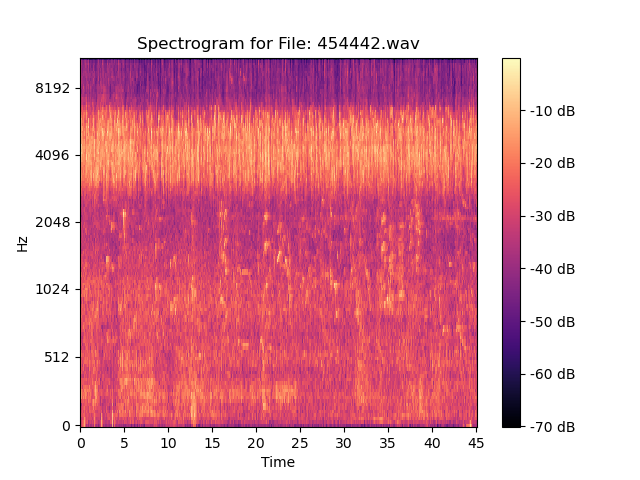 Spectrogram for File: 454442.wav
8192
4096
2048
1024
512
0
Hz
0 5 10 15 20 25 30 35 40 45
Time
-10 dB
-20 dB
-30 dB
-40 dB
-50 dB
-60 dB
-70 dB